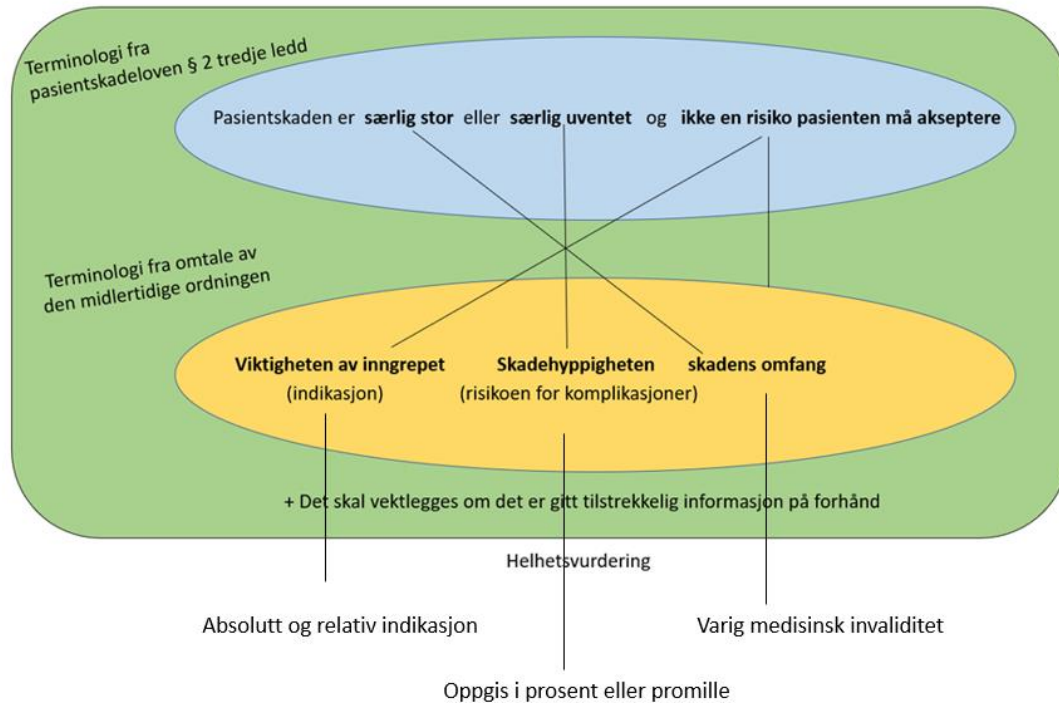 Terminologi fra
pasientskadeloven § 2 tredje ledd
Pasientskaden er særlig stor eller særlig uventet og ikke en risiko pasienten må akseptere
Terminologi fra omtale av
den midlertidige ordningen
Viktigheten av inngrepet
(indikasjon)
Skadehyppigheten
(risikoen for komplikasjoner)
skadens omfang
+ Det skal vektlegges om det er gitt tilstrekkelig informasjon på forhånd
Helhetsvurdering
Absolutt og relativ indikasjon
Varig medisinsk invaliditet
Oppgis i prosent eller promille